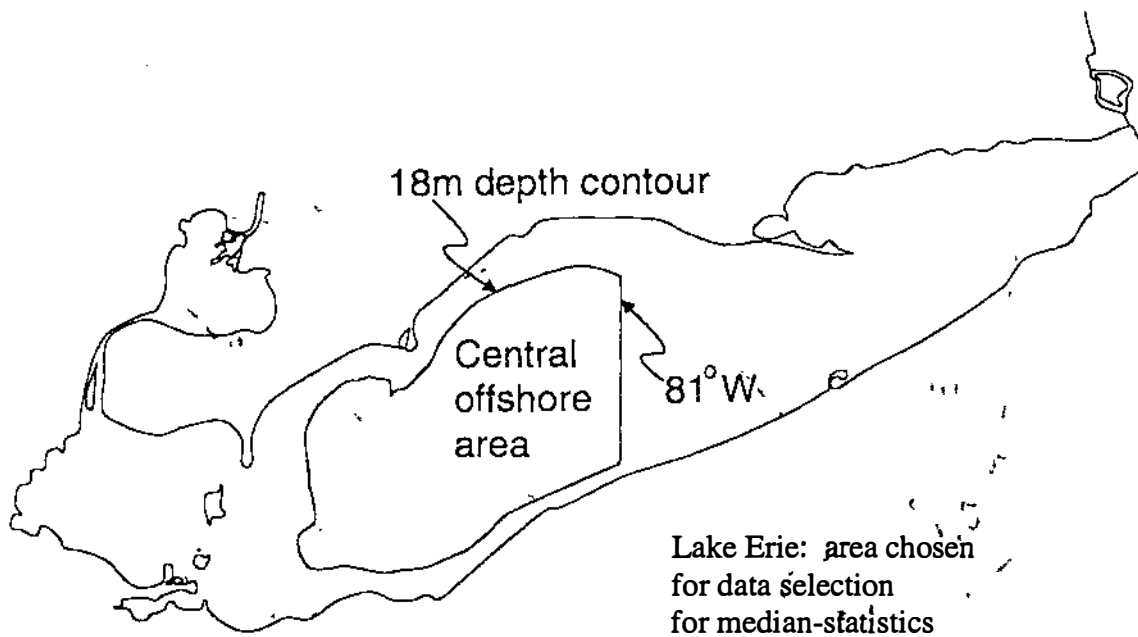 18m depth contour
Central
offshore
area
81°W
Lake Erie: area chosen
for data selection
for median-statistics